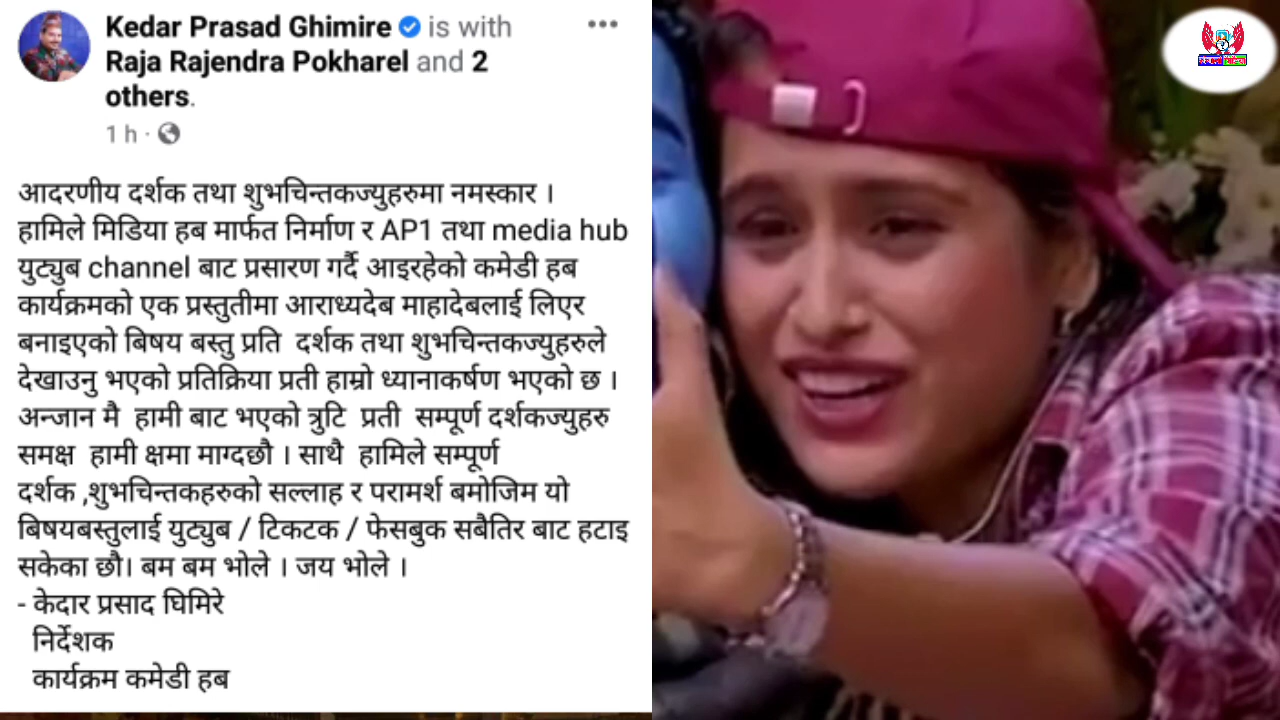 Kedar Prasad Ghimire is with
Raja Rajendra Pokharel and 2
others.
1 h ·
आदरणीय दर्शक तथा शुभचिन्तकज्युहरुमा नमस्कार ।
हामिले मिडिया हब मार्फत निर्माण र AP1 तथा media hub
युट्युब channel बाट प्रसारण गर्दै आइरहेको कमेडी हब
कार्यक्रमको एक प्रस्तुतीमा आराध्यदेब माहादेबलाई लिएर
बनाइएको बिषय बस्तु प्रति दर्शक तथा शुभचिन्तकज्युहरुले
देखाउनु भएको प्रतिक्रिया प्रती हाम्रो ध्यानाकर्षण भएको छ ।
अन्जान मै हामी बाट भएको त्रुटि प्रती सम्पूर्ण दर्शकज्युहरु
समक्ष हामी क्षमा माग्दछौ । साथै हामिले सम्पूर्ण
दर्शक ,शुभचिन्तकहरुको सल्लाह र परामर्श बमोजिम यो
बिषयबस्तुलाई युट्युब / टिकटक / फेसबुक सबैतिर बाट हटाइ
सकेका छौ। बम बम भोले । जय भोले ।
- केदार प्रसाद घिमिरे
निर्देशक
कार्यक्रम कमेडी हब